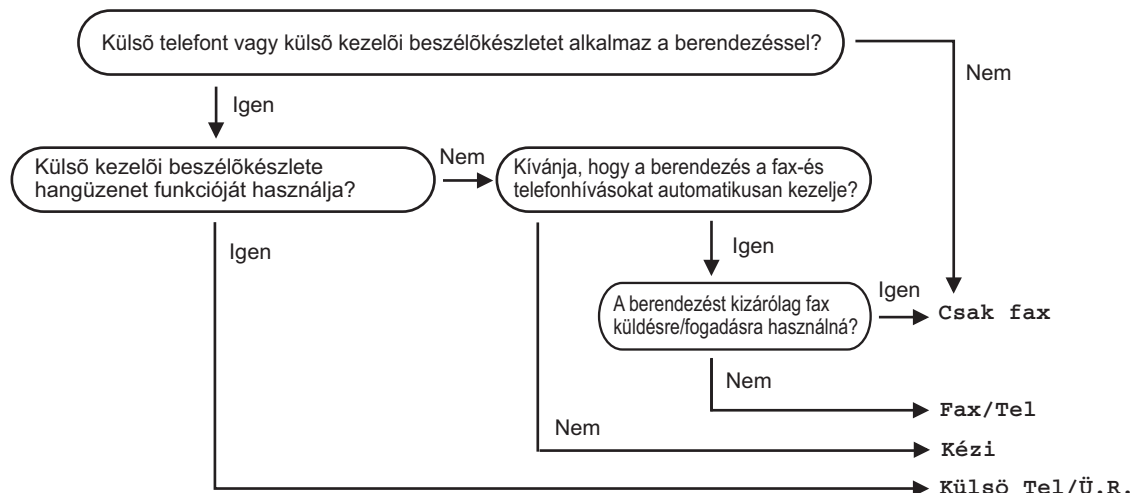 Külsõ telefont vagy külsõ kezelõi beszélõkészletet alkalmaz a berendezéssel?
Nem
Igen
Külsõ kezelõi beszélõkészlete
hangüzenet funkcióját használja?
Nem
Kívánja, hogy a berendezés a fax-és
telefonhívásokat automatikusan kezelje?
Igen
Igen
A berendezést kizárólag fax
küldésre/fogadásra használná?
Igen
Csak fax
Nem
Fax/Tel
Nem
Kézi
Külsö Tel/Ü.R.